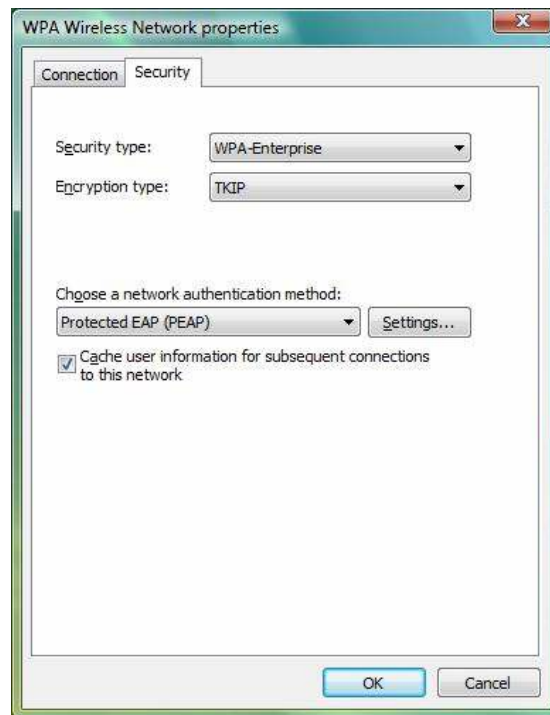 WPA Wireless Network properties
Connection Security
Security type: WPA-Enterprise
Encryption type: TKIP
Choose a network authentication method:
Protected EAP (PEAP) Settings...
Cache user information for subsequent connections
to this network
OK Cancel